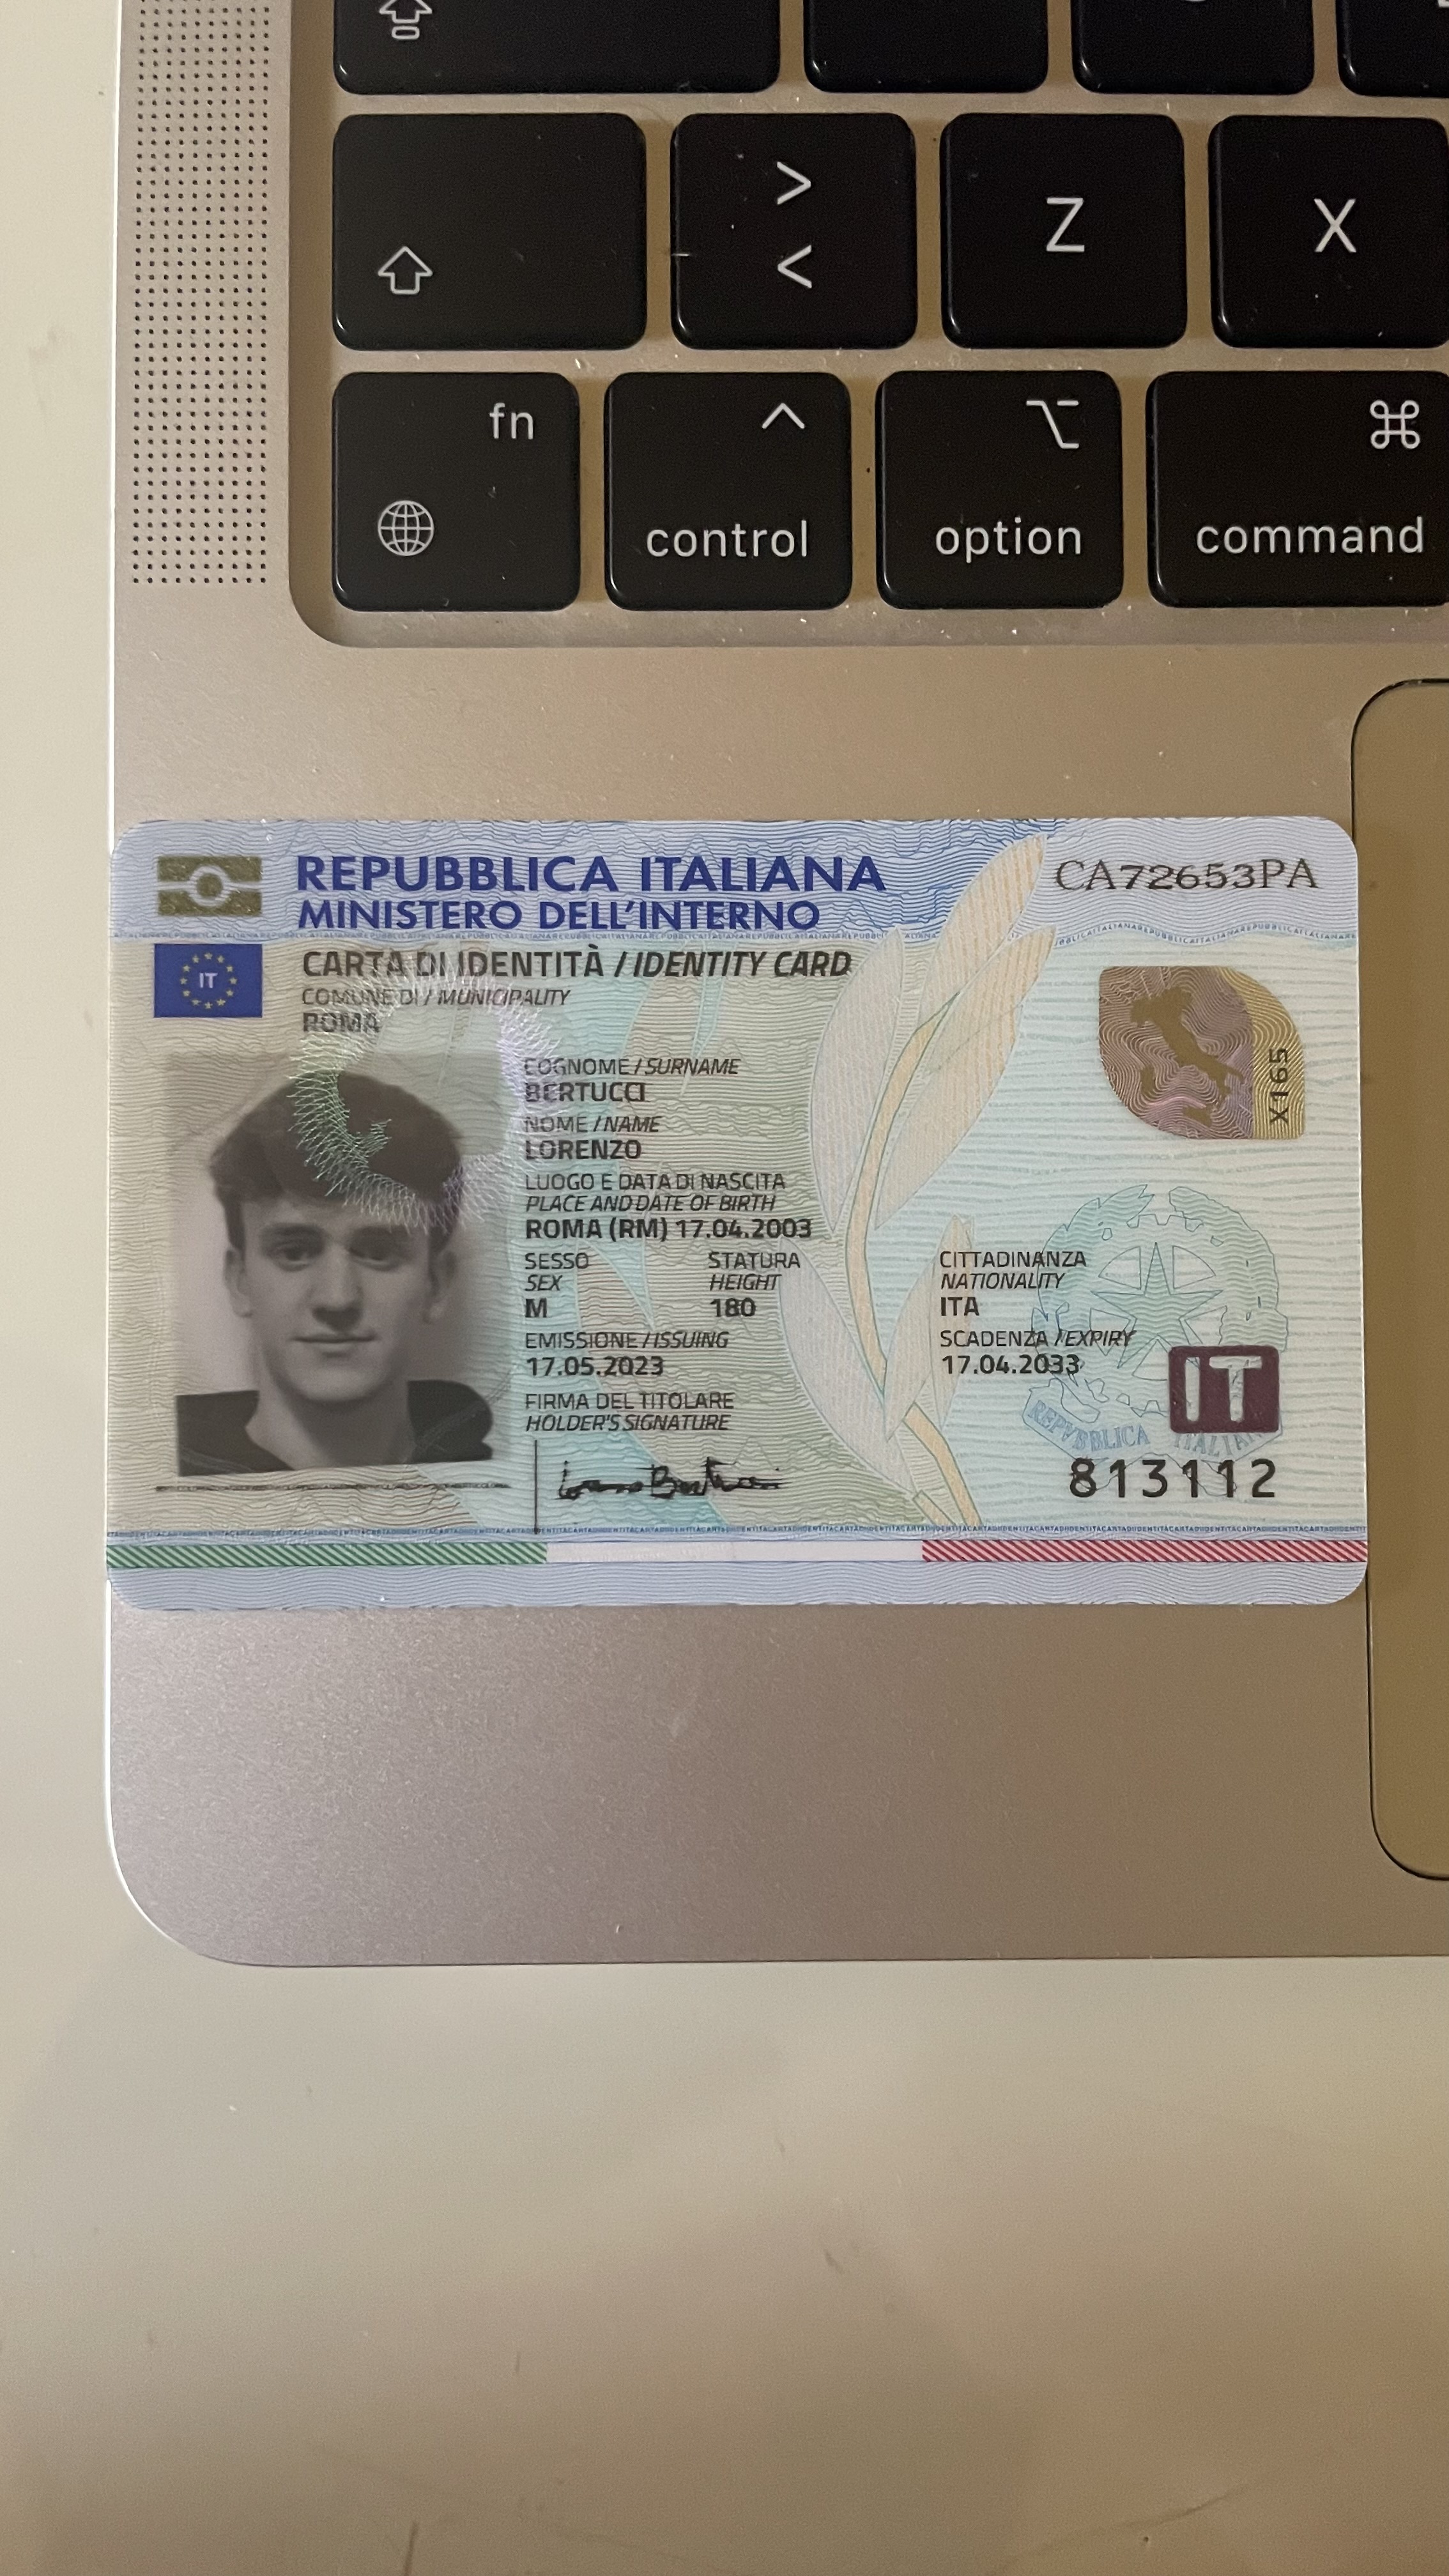 >
<
Z
X
fn
control
option
command
REPUBBLICA ITALIANA
CA72653PA
MINISTERO DELL'INTERNO
IT
CARTA DI IDENTITÀ / IDENTITY CARD
COMUNE DI / MUNICIPALITY
ROMA
COGNOME / SURNAME
BERTUCCI
NOME / NAME
LORENZO
LUOGO E DATA DI NASCITA
PLACE AND DATE OF BIRTH
ROMA (RM) 17.04.2003
SESSO STATURA CITTADINANZA
SEX HEIGHT NATIONALITY
M 180 ITA
EMISSIONE / ISSUING SCADENZA / EXPIRY
17.05.2023 17.04.2033
FIRMA DEL TITOLARE
HOLDER'S SIGNATURE
X165
IT
REPVBBLICA ITALIANA
813112